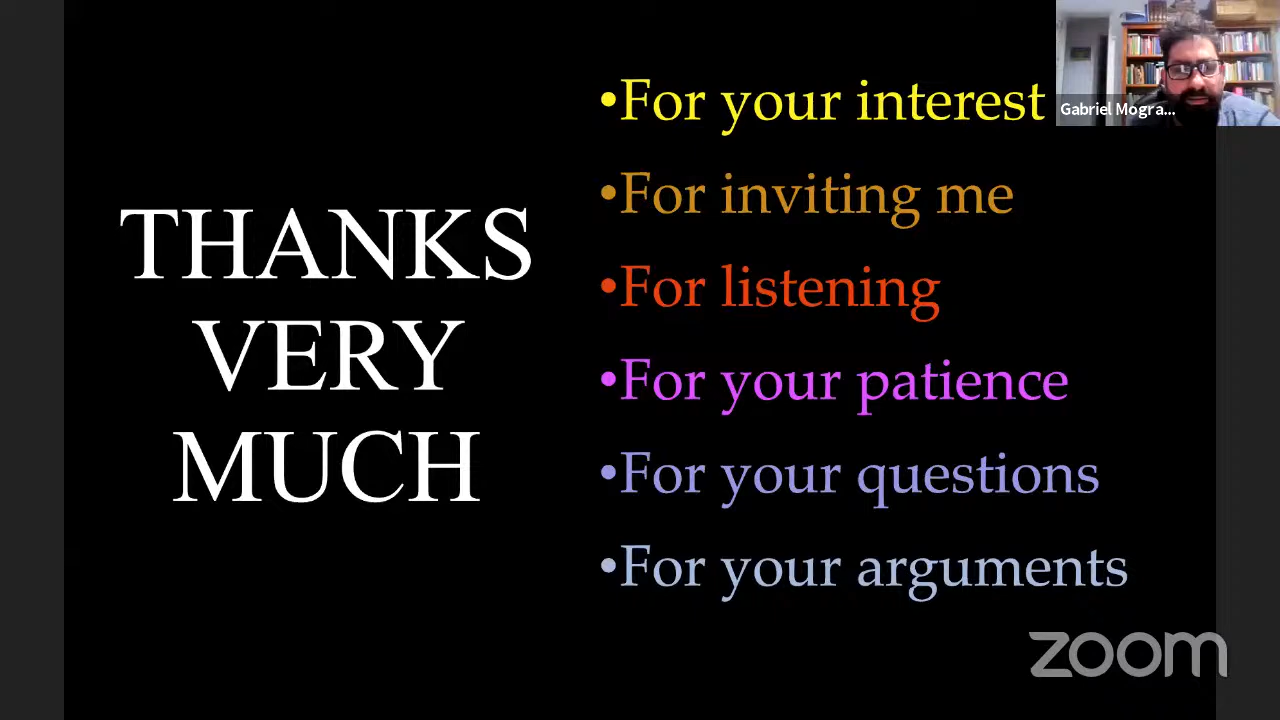 THANKS
VERY
MUCH
•For your interest
•For inviting me
•For listening
•For your patience
•For your questions
•For your arguments
Gabriel Mogra...
zoom